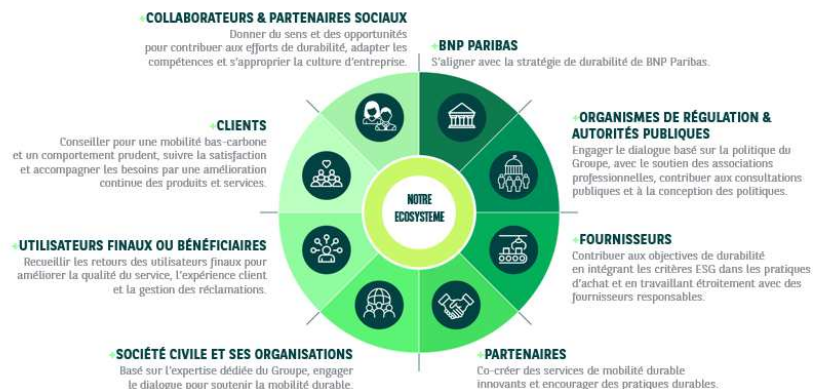 +COLLABORATEURS & PARTENAIRES SOCIAUX
Donner du sens et des opportunités
pour contribuer aux efforts de durabilité, adapter les
compétences et s'approprier la culture d'entreprise.
+BNP PARIBAS
S'aligner avec la stratégie de durabilité de BNP Paribas.
+ORGANISMES DE RÉGULATION &
AUTORITÉS PUBLIQUES
Engager le dialogue basé sur la politique du
Groupe, avec le soutien des associations
professionnelles, contribuer aux consultations
publiques et à la conception des politiques.
+FOURNISSEURS
Contribuer aux objectives de durabilité
en intégrant les critères ESG dans les pratiques
d'achat et en travaillant étroitement avec des
fournisseurs responsables.
+PARTENAIRES
Co-créer des services de mobilité durable
innovants et encourager des pratiques durables.
+SOCIÉTÉ CIVILE ET SES ORGANISATIONS
Basé sur l'expertise dédiée du Groupe, engager
le dialogue pour soutenir la mobilité durable.
+UTILISATEURS FINAUX OU BÉNÉFICIAIRES
Recueillir les retours des utilisateurs finaux pour
améliorer la qualité du service, l'expérience client
et la gestion des réclamations.
+CLIENTS
Conseiller pour une mobilité bas-carbone
et un comportement prudent, suivre la satisfaction
et accompagner les besoins par une amélioration
continue des produits et services.
NOTRE
ECOSYSTEME